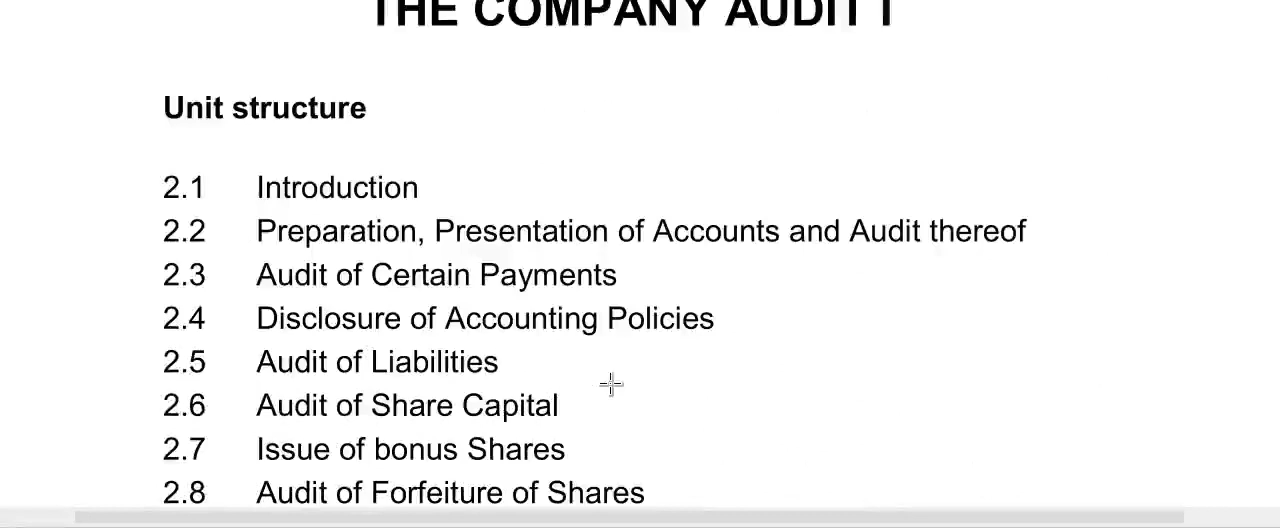 THE COMPANY AUDIT I
Unit structure
2.1 Introduction
2.2 Preparation, Presentation of Accounts and Audit thereof
2.3 Audit of Certain Payments
2.4 Disclosure of Accounting Policies
2.5 Audit of Liabilities
2.6 Audit of Share Capital
2.7 Issue of bonus Shares
2.8 Audit of Forfeiture of Shares